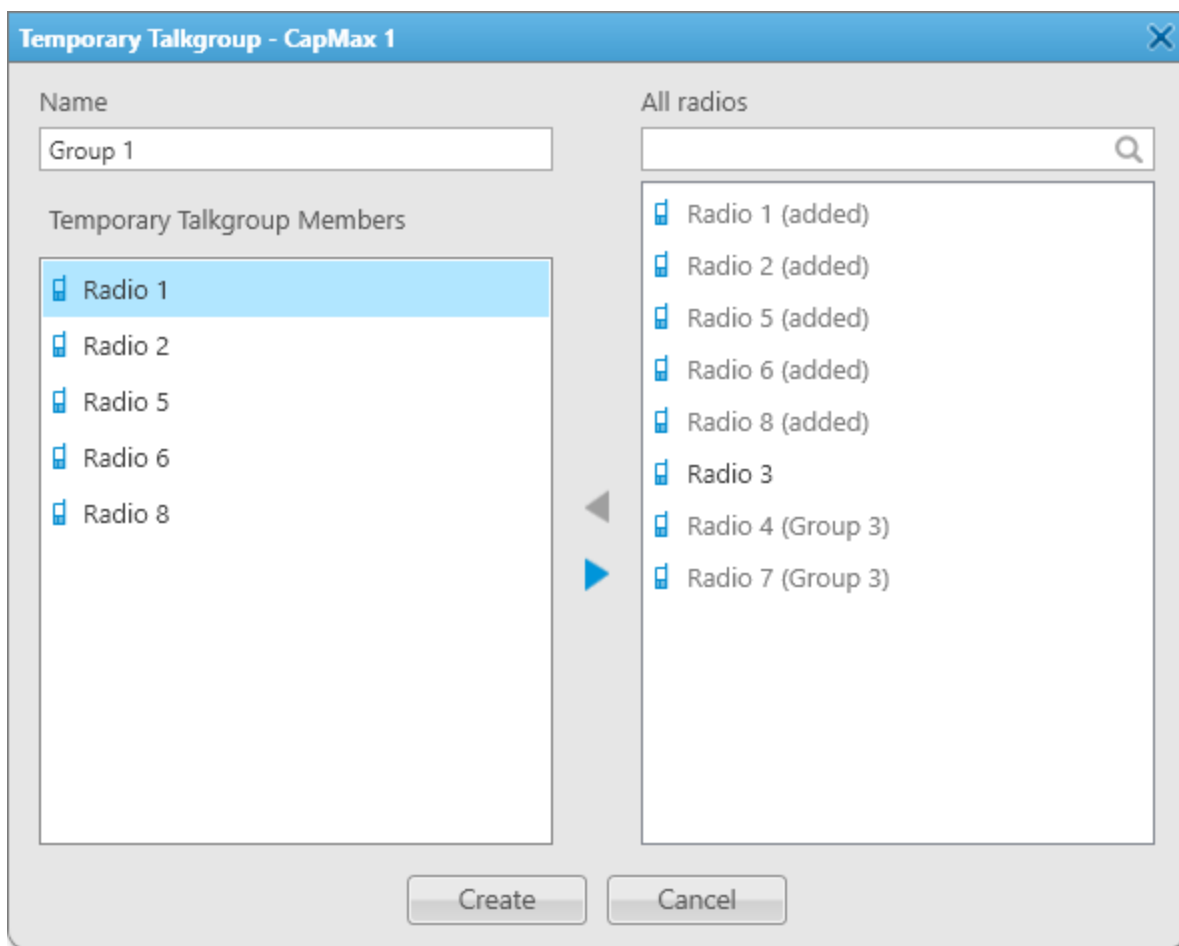 Temporary Talkgroup - CapMax 1
Name
Group 1
Temporary Talkgroup Members
Radio 1
Radio 2
Radio 5
Radio 6
Radio 8
All radios
Radio 1 (added)
Radio 2 (added)
Radio 5 (added)
Radio 6 (added)
Radio 8 (added)
Radio 3
Radio 4 (Group 3)
Radio 7 (Group 3)
Create
Cancel